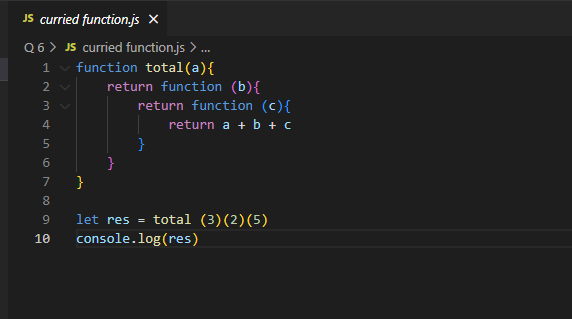 JS curried function.js ×
Q 6 > JS curried function.js > ...
1 function total(a){
2     return function (b){
3         return function (c){
4             return a + b + c
5         }
6     }
7 }
8
9 let res = total (3)(2)(5)
10 console.log(res)